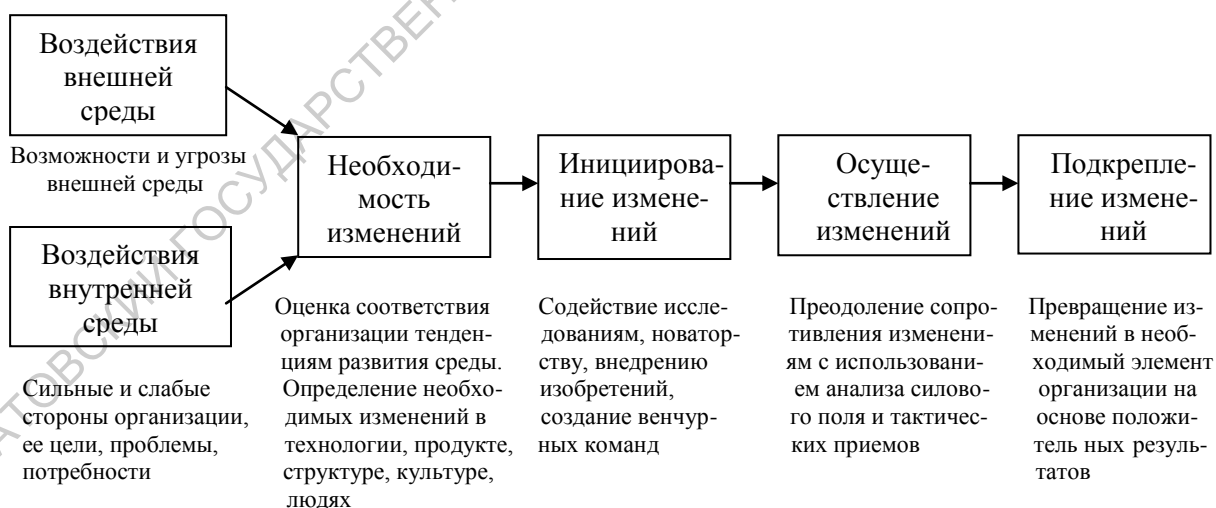 Воздействия
внешней
среды
Возможности и угрозы
внешней среды
Воздействия
внутренней
среды
Сильные и слабые
стороны организации,
ее цели, проблемы,
потребности
Необходи-
мость
изменений
Оценка соответствия
организации тенден-
циям развития среды.
Определение необхо-
димых изменений в
технологии, продукте,
структуре, культуре,
людях
Инициирова-
ние измене-
ний
Содействие иссле-
дованиям, новатор-
ству, внедрению
изобретений,
создание венчур-
ных команд
Осуще-
ствление
изменений
Преодоление сопро-
тивления изменени-
ям с использовани-
ем анализа силово-
го поля и тактичес-
ких приемов
Подкрепле-
ние измене-
ний
Превращение из-
менений в необ-
ходимый элемент
организации на
основе положи-
тель ных резуль-
татов
АТОВСКИЙ ГОСУДАРСТВЕН